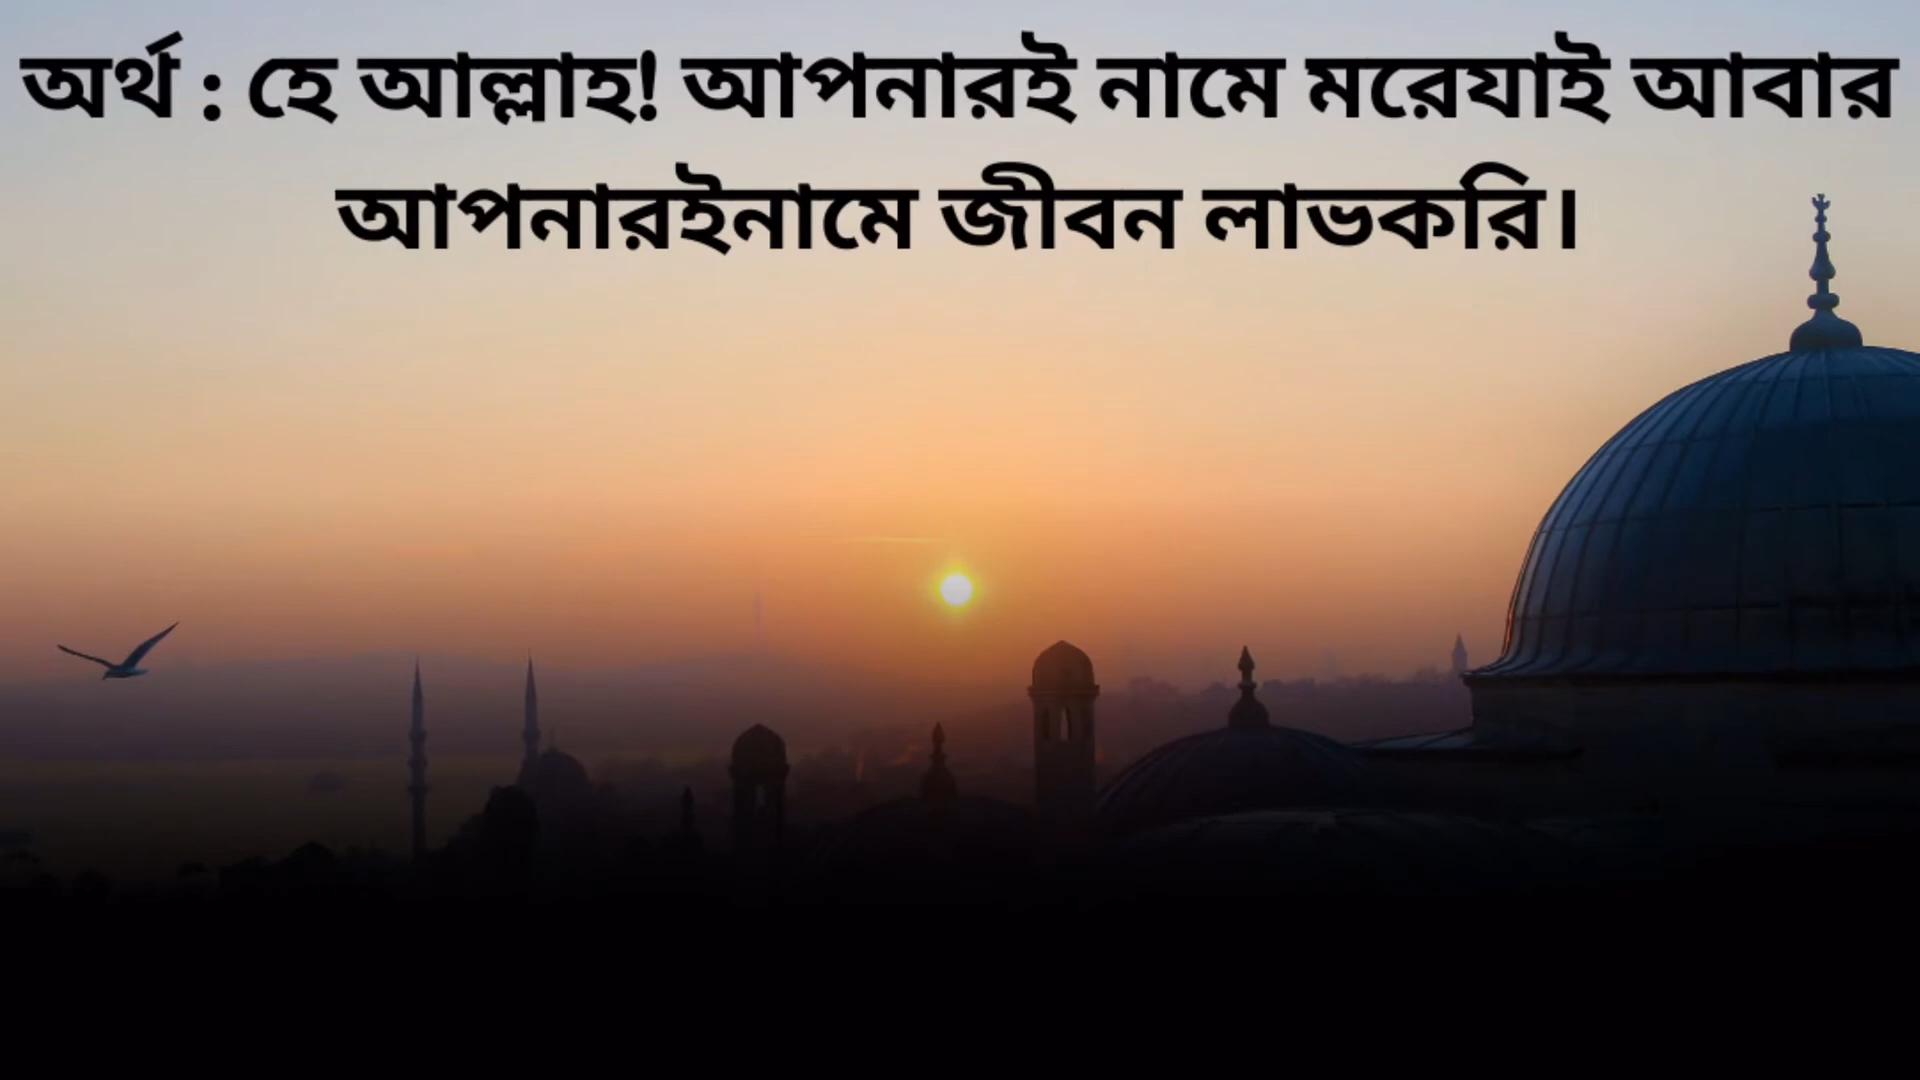 অর্থ : হে আল্লাহ! আপনারই নামে মরেযাই আবার
আপনারইনামে জীবন লাভকরি।